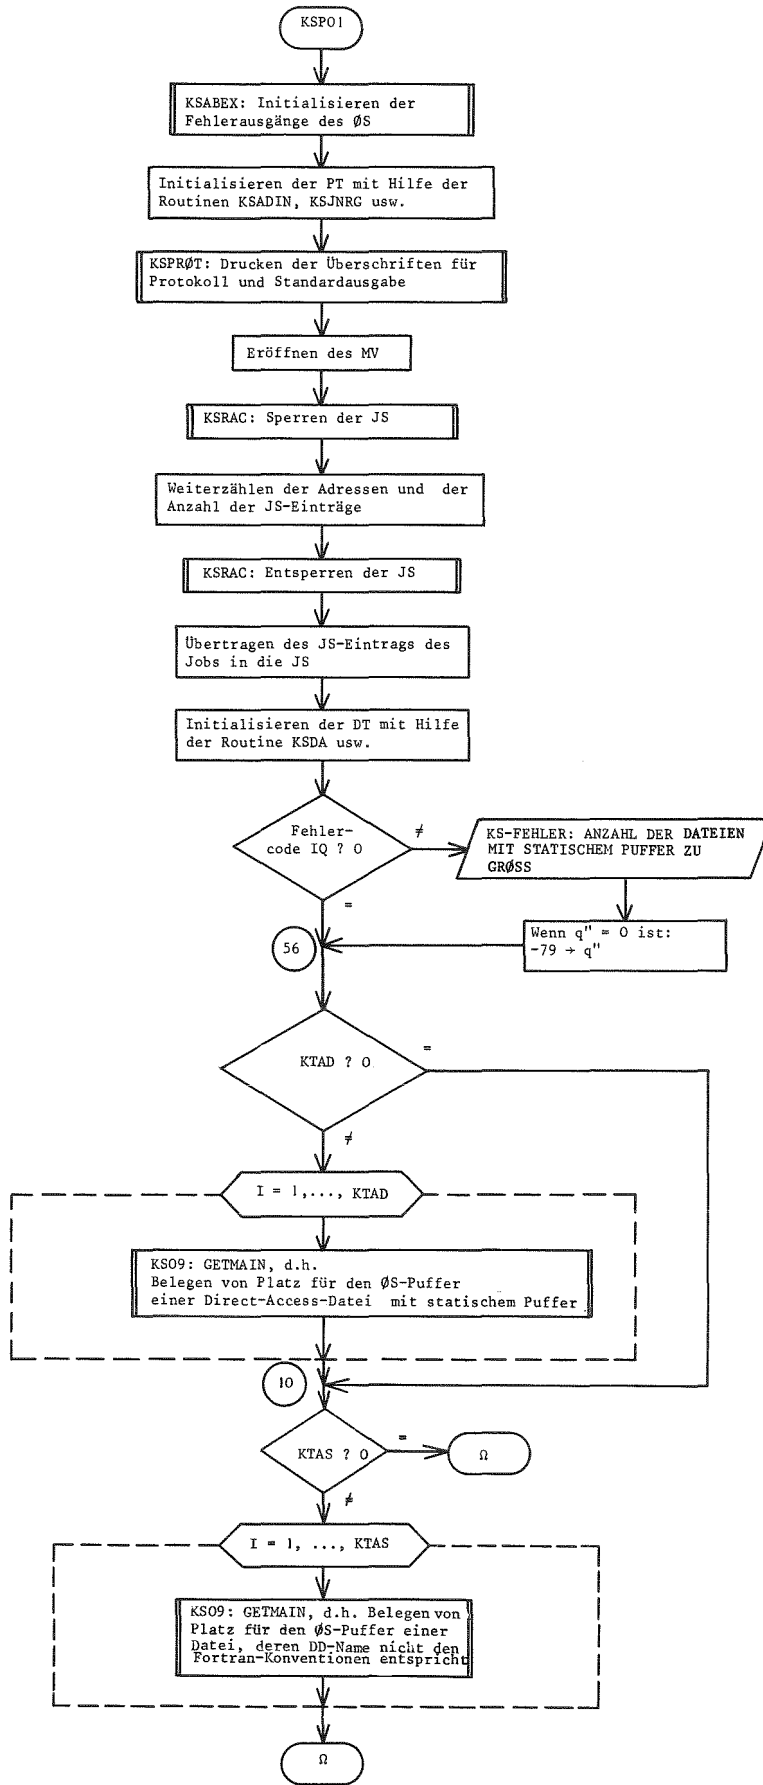 KSP01
KSABEX: Initialisieren der
Fehlerausgänge des ØS
Initialisieren der PT mit Hilfe der
Routinen KSADIN, KSJNRG usw.
KSPRØT: Drucken der Überschriften für
Protokoll und Standardausgabe
Eröffnen des MV
KSRAC: Sperren der JS
Weiterzählen der Adressen und der
Anzahl der JS-Einträge
KSRAC: Entsperren der JS
Übertragen des JS-Eintrags des
Jobs in die JS
Initialisieren der DT mit Hilfe
der Routine KSDA usw.
Fehler-
code IQ ? 0
≠
KS-FEHLER: ANZAHL DER DATEIEN
MIT STATISCHEM PUFFER ZU
GRØSS
=
Wenn q" = 0 ist:
-79 → q"
56
KTAD ? 0
=
≠
I = 1,..., KTAD
KS09: GETMAIN, d.h.
Belegen von Platz für den ØS-Puffer
einer Direct-Access-Datei mit statischem Puffer
10
KTAS ? 0
=
Ω
≠
I = 1, ..., KTAS
KS09: GETMAIN, d.h. Belegen von
Platz für den ØS-Puffer einer
Datei, deren DD-Name nicht den
Fortran-Konventionen entspricht
Ω